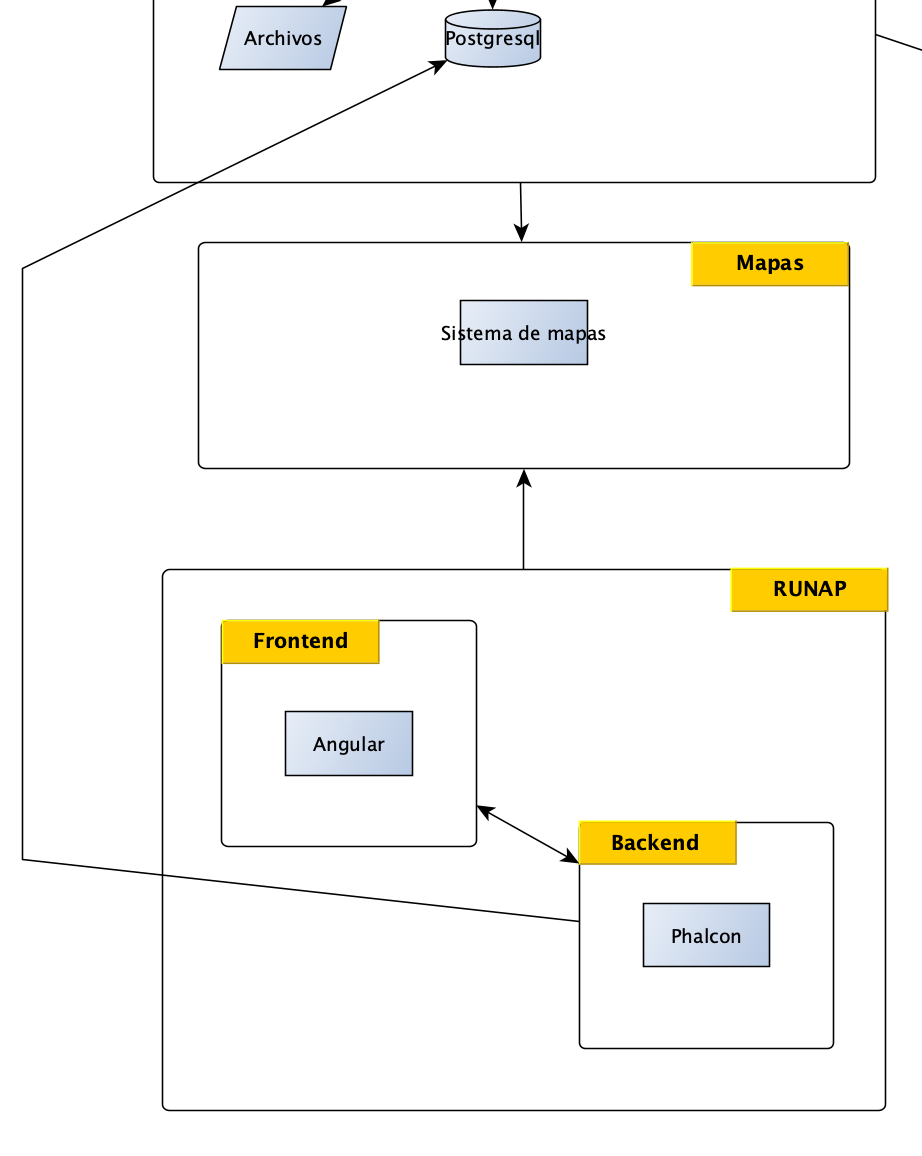 Archivos
Postgresql
Mapas
Sistema de mapas
RUNAP
Frontend
Angular
Backend
Phalcon